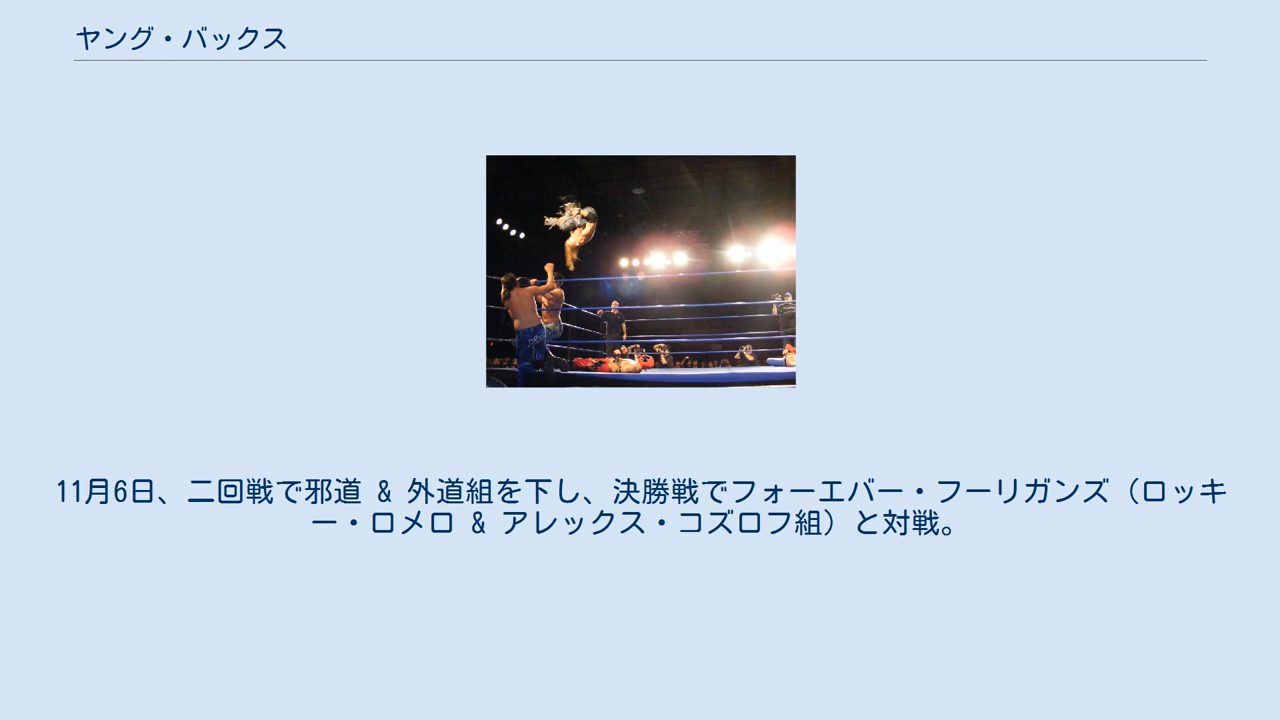 ヤング・バックス
11月6日、二回戦で邪道 & 外道組を下し、決勝戦でフォーエバー・フーリガンズ（ロッキ
ー・ロメロ & アレックス・コズロフ組）と対戦。